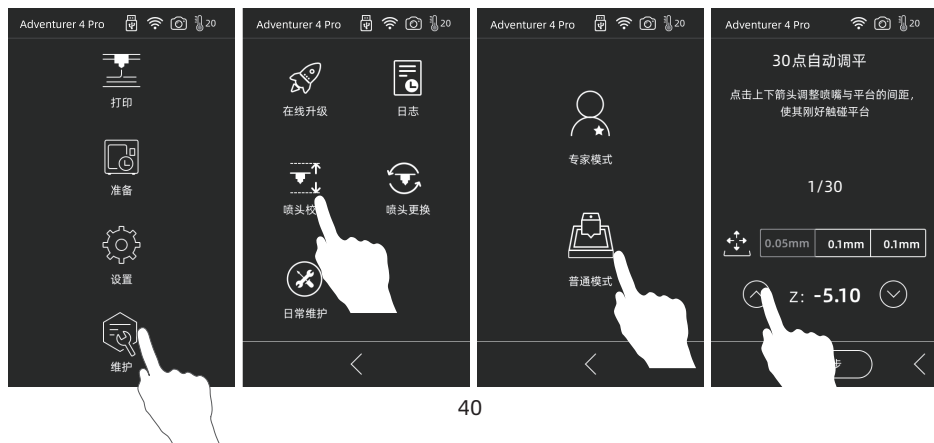 Adventurer 4 Pro
20
打印
准备
设置
维护
Adventurer 4 Pro
20
在线升级
日志
喷头校
喷头更换
日常维护
Adventurer 4 Pro
20
专家模式
普通模式
Adventurer 4 Pro
20
30点自动调平
点击上下箭头调整喷嘴与平台的间距，
使其刚好触碰平台
1/30
0.05mm 0.1mm 0.1mm
Z: -5.10
40